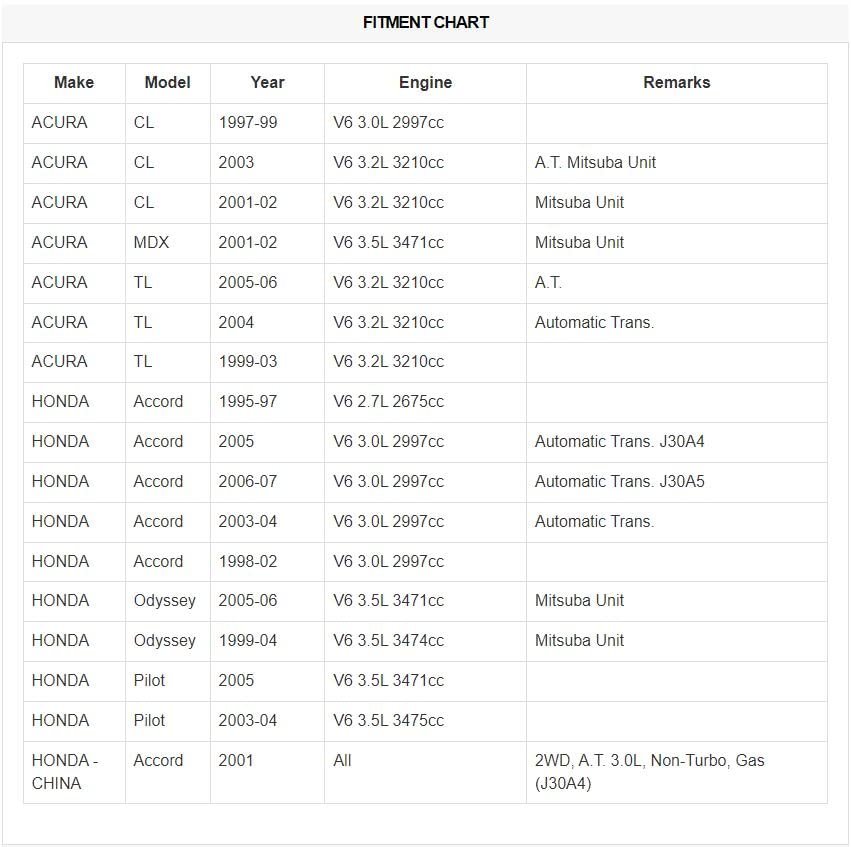 FITMENT CHART
Make Model Year Engine Remarks
ACURA CL 1997-99 V6 3.0L 2997cc
ACURA CL 2003 V6 3.2L 3210cc A.T. Mitsuba Unit
ACURA CL 2001-02 V6 3.2L 3210cc Mitsuba Unit
ACURA MDX 2001-02 V6 3.5L 3471cc Mitsuba Unit
ACURA TL 2005-06 V6 3.2L 3210cc A.T.
ACURA TL 2004 V6 3.2L 3210cc Automatic Trans.
ACURA TL 1999-03 V6 3.2L 3210cc
HONDA Accord 1995-97 V6 2.7L 2675cc
HONDA Accord 2005 V6 3.0L 2997cc Automatic Trans. J30A4
HONDA Accord 2006-07 V6 3.0L 2997cc Automatic Trans. J30A5
HONDA Accord 2003-04 V6 3.0L 2997cc Automatic Trans.
HONDA Accord 1998-02 V6 3.0L 2997cc
HONDA Odyssey 2005-06 V6 3.5L 3471cc Mitsuba Unit
HONDA Odyssey 1999-04 V6 3.5L 3474cc Mitsuba Unit
HONDA Pilot 2005 V6 3.5L 3471cc
HONDA Pilot 2003-04 V6 3.5L 3475cc
HONDA - Accord 2001 All 2WD, A.T. 3.0L, Non-Turbo, Gas
CHINA (J30A4)